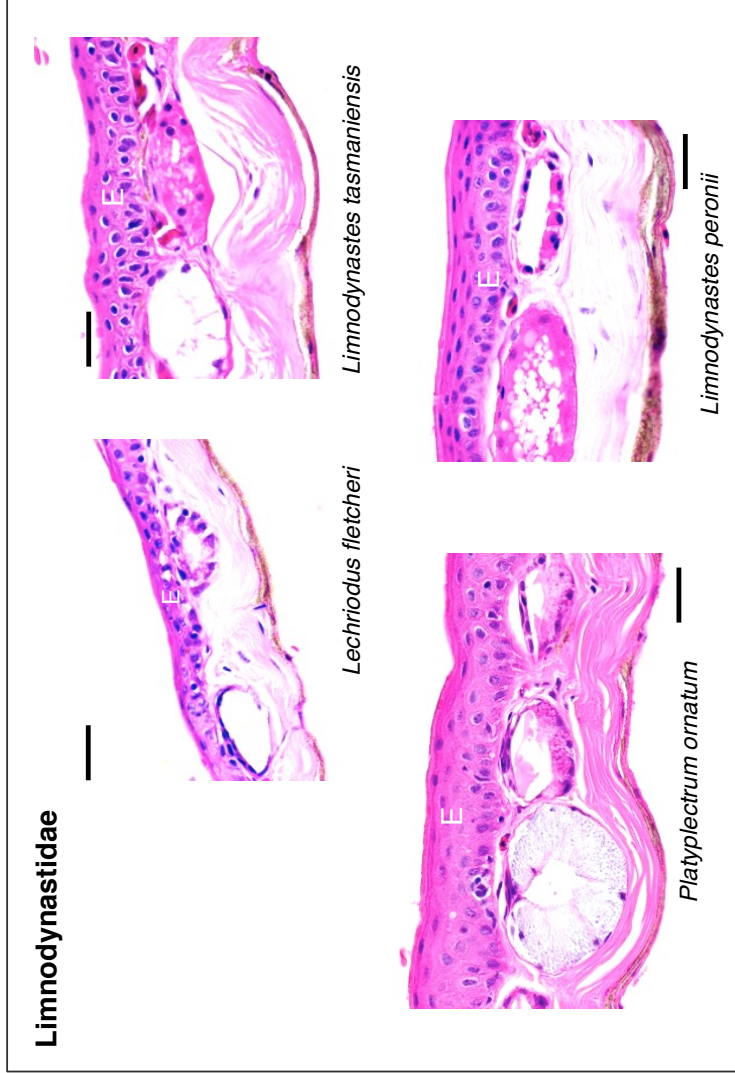 Limnodynastidae
E
E
Lechriodus fletcheri
Limnodynastes tasmaniensis
E
E
Platyplectrum ornatum
Limnodynastes peronii